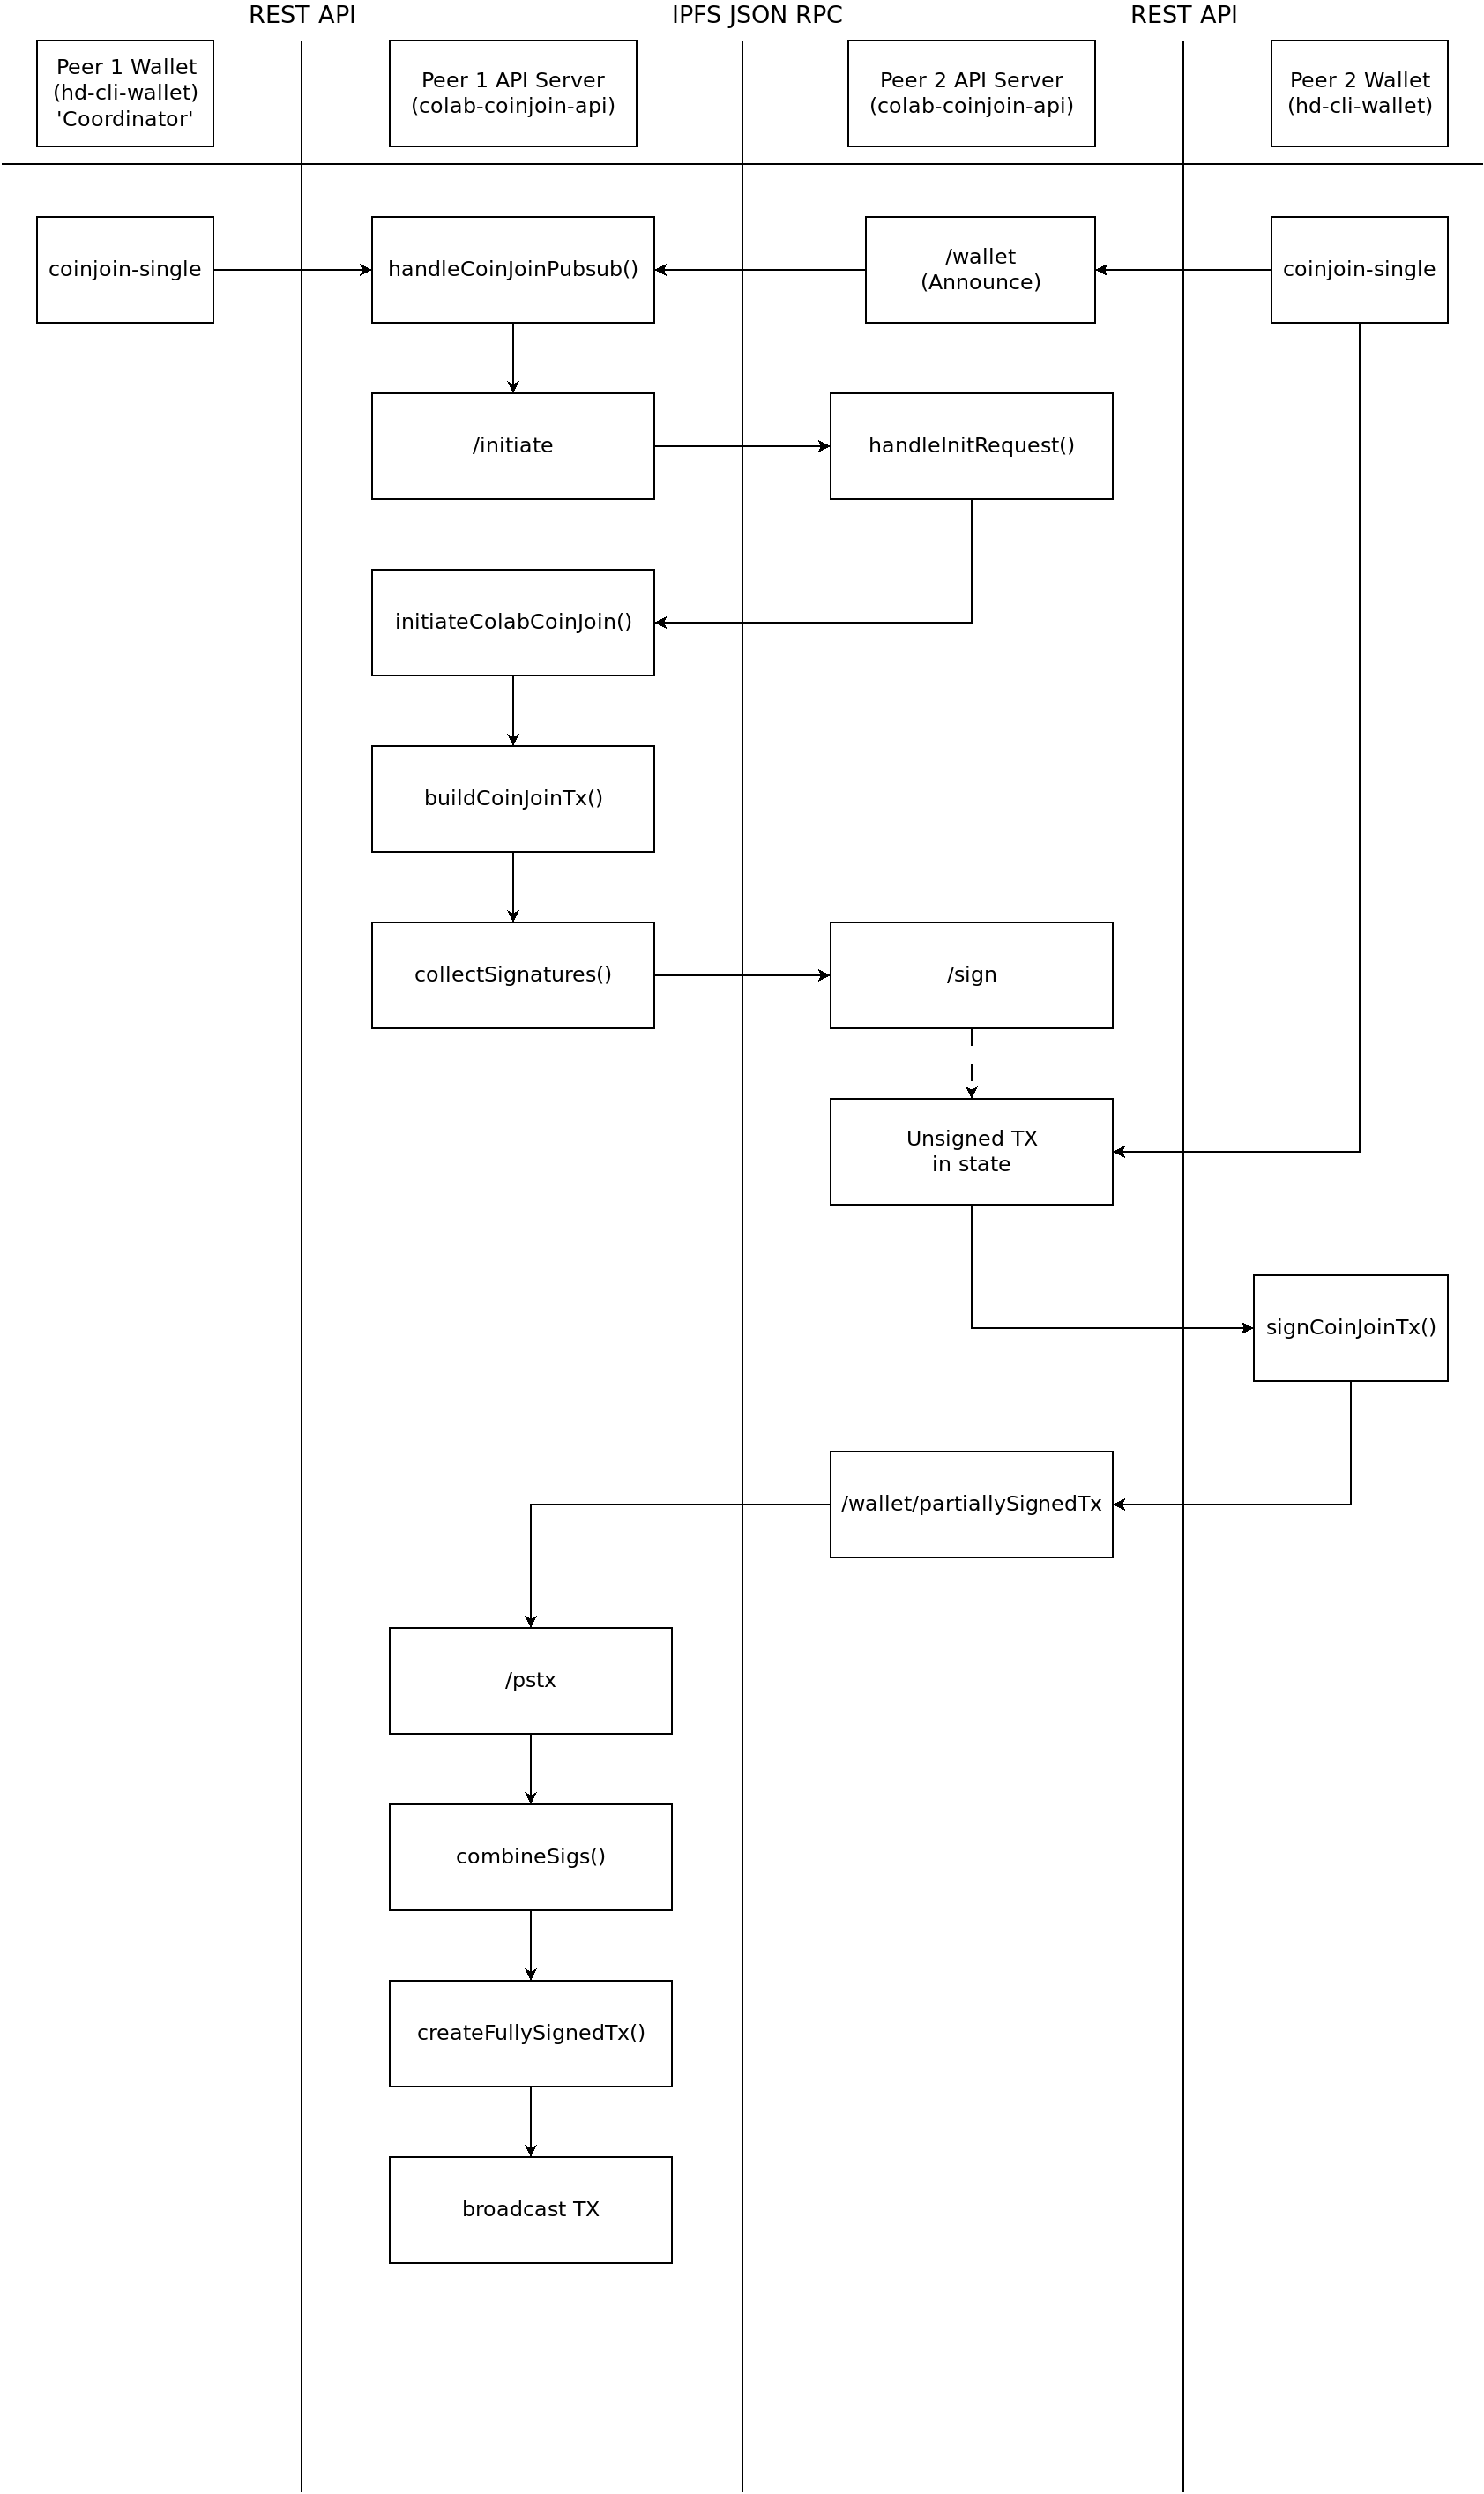 REST API
IPFS JSON RPC
REST API
Peer 1 Wallet
(hd-cli-wallet)
'Coordinator'
Peer 1 API Server
(colab-coinjoin-api)
Peer 2 API Server
(colab-coinjoin-api)
Peer 2 Wallet
(hd-cli-wallet)
coinjoin-single
handleCoinJoinPubsub()
/wallet
(Announce)
coinjoin-single
/initiate
handleInitRequest()
initiateColabCoinJoin()
buildCoinJoinTx()
collectSignatures()
/sign
Unsigned TX
in state
signCoinJoinTx()
/wallet/partiallySignedTx
/pstx
combineSigs()
createFullySignedTx()
broadcast TX